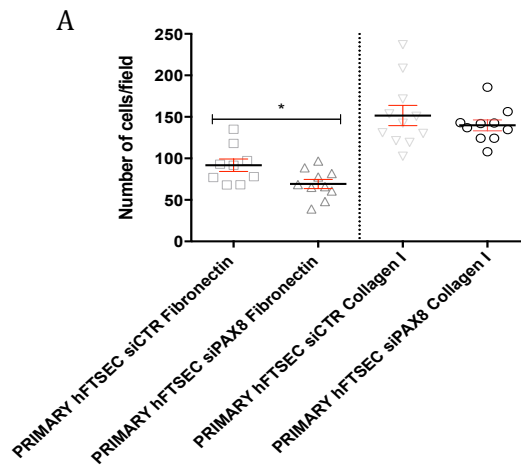 A
Number of cells/field
250
200
150
100
50
0
*
PRIMARY hFTSEC siCTR Fibronectin
PRIMARY hFTSEC siPAX8 Fibronectin
PRIMARY hFTSEC siCTR Collagen I
PRIMARY hFTSEC siPAX8 Collagen I